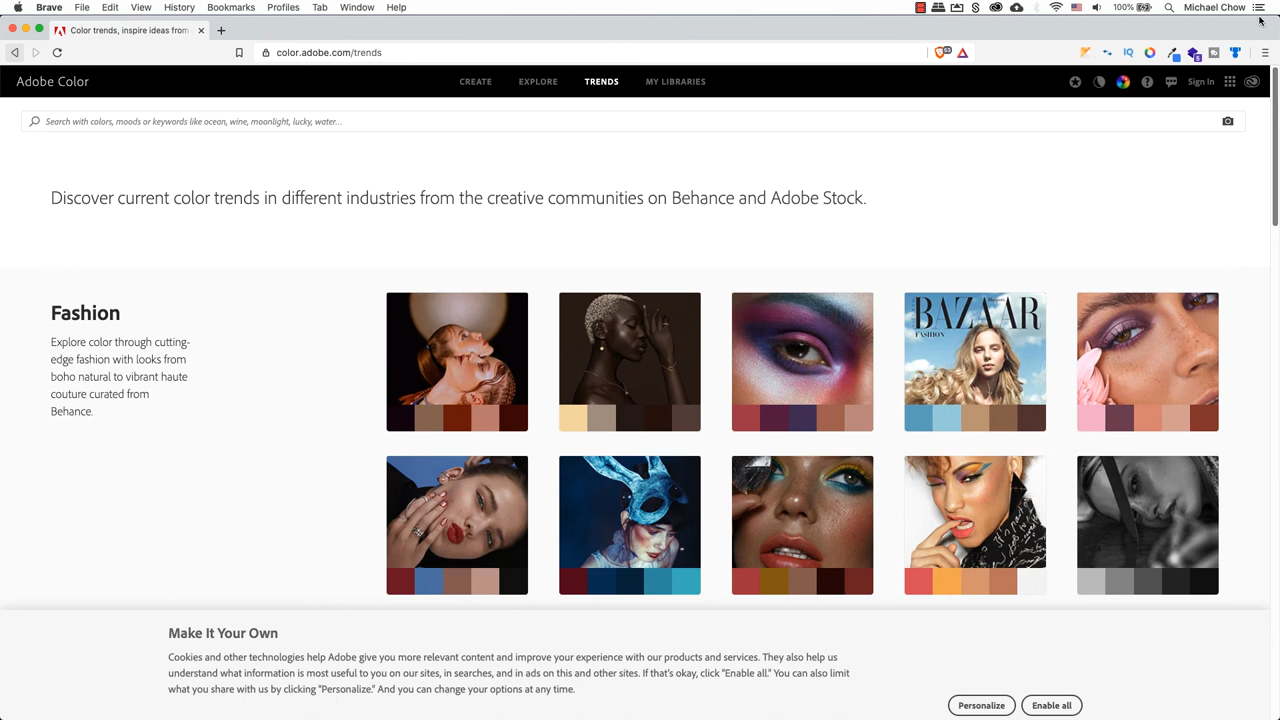 Brave File Edit View History Bookmarks Profiles Tab Window Help 100% Michael Chow
Color trends, inspire ideas from
color.adobe.com/trends
Adobe Color CREATE EXPLORE TRENDS MY LIBRARIES Sign In
Search with colors, moods or keywords like ocean, wine, moonlight, lucky, water...
Discover current color trends in different industries from the creative communities on Behance and Adobe Stock.
Fashion
Explore color through cutting-
edge fashion with looks from
boho natural to vibrant haute
couture curated from
Behance.
BAZAAR
FASHION
Make It Your Own
Cookies and other technologies help Adobe give you more relevant content and improve your experience with our products and services. They also help us
understand what information is most useful to you on our sites, in searches, and in ads on this and other sites. If that's okay, click “Enable all.” You can also limit
what you share with us by clicking “Personalize.” And you can change your options at any time.
Personalize Enable all